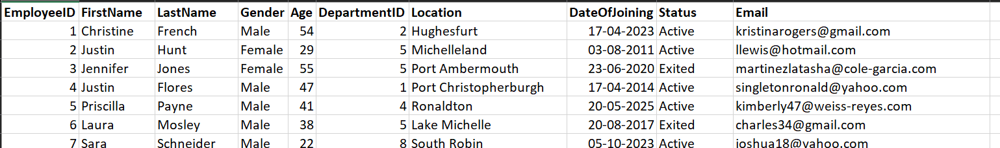 EmployeeID FirstName LastName Gender Age DepartmentID Location DateOfJoining Status Email
1 Christine French Male 54 2 Hughesfurt 17-04-2023 Active kristinarogers@gmail.com
2 Justin Hunt Female 29 5 Michelleland 03-08-2011 Active llewis@hotmail.com
3 Jennifer Jones Female 55 5 Port Ambermouth 23-06-2020 Exited martinezlatasha@cole-garcia.com
4 Justin Flores Male 47 1 Port Christopherburgh 17-04-2014 Active singletonronald@yahoo.com
5 Priscilla Payne Male 41 4 Ronaldton 20-05-2025 Active kimberly47@weiss-reyes.com
6 Laura Mosley Male 38 5 Lake Michelle 20-08-2017 Exited charles34@gmail.com
7 Sara Schneider Male 22 8 South Robin 05-10-2023 Active joshua18@yahoo.com